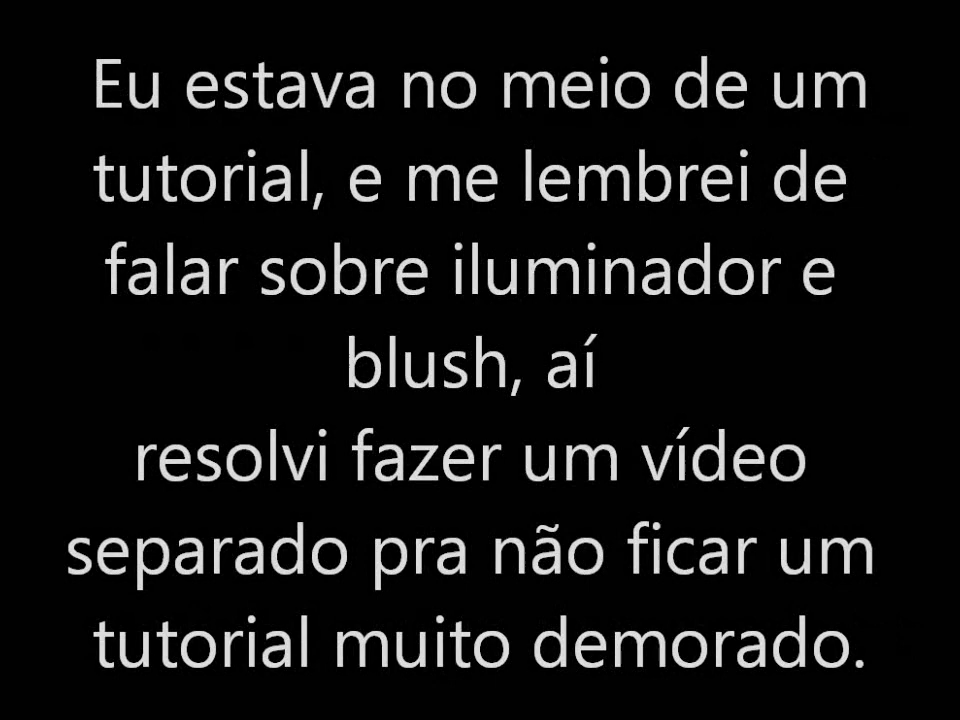 Eu estava no meio de um
tutorial, e me lembrei de
falar sobre iluminador e
blush, aí
resolvi fazer um vídeo
separado pra não ficar um
tutorial muito demorado.